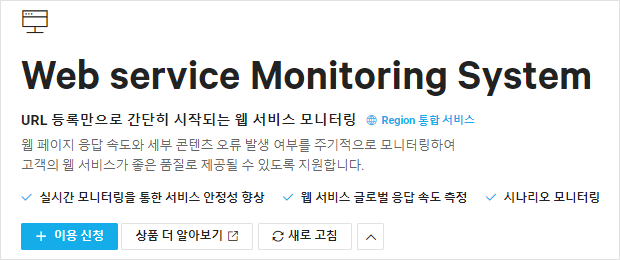 Web service Monitoring System
URL 등록만으로 간단히 시작되는 웹 서비스 모니터링 Region 통합 서비스
웹 페이지 응답 속도와 세부 콘텐츠 오류 발생 여부를 주기적으로 모니터링하여
고객의 웹 서비스가 좋은 품질로 제공될 수 있도록 지원합니다.
실시간 모니터링을 통한 서비스 안정성 향상 웹 서비스 글로벌 응답 속도 측정 시나리오 모니터링
+ 이용 신청 상품 더 알아보기 새로 고침